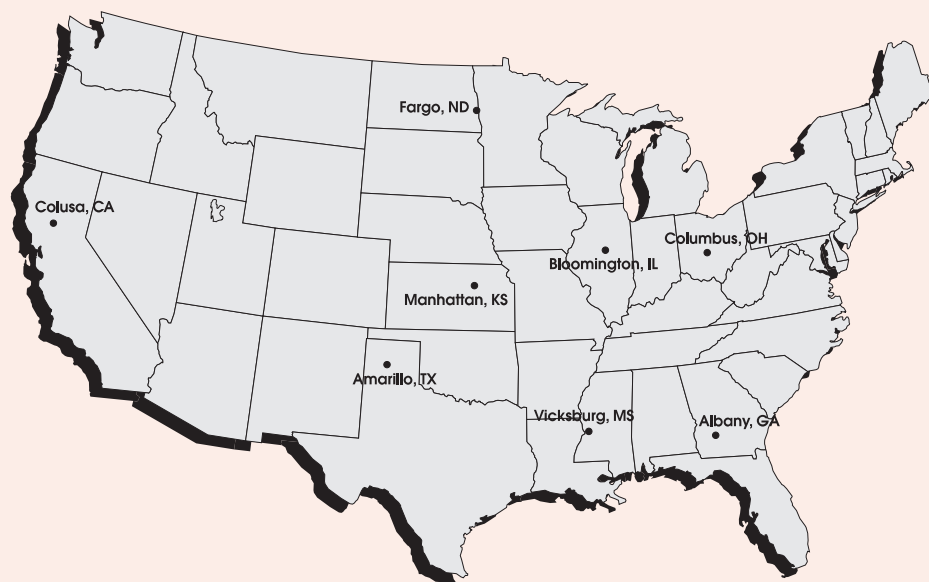 Fargo, ND
Colusa, CA
Columbus, OH
Bloomington, IL
Manhattan, KS
Amarillo, TX
Vicksburg, MS
Albany, GA